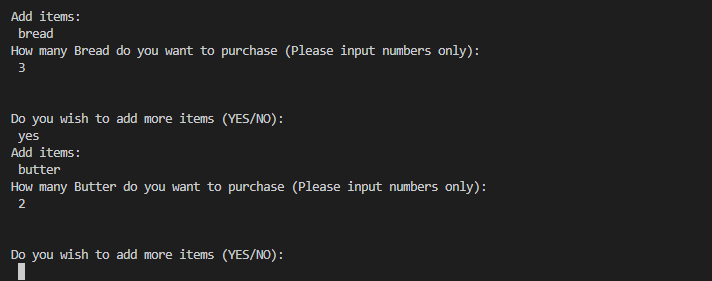 Add items:
bread
How many Bread do you want to purchase (Please input numbers only):
3
Do you wish to add more items (YES/NO):
yes
Add items:
butter
How many Butter do you want to purchase (Please input numbers only):
2
Do you wish to add more items (YES/NO):